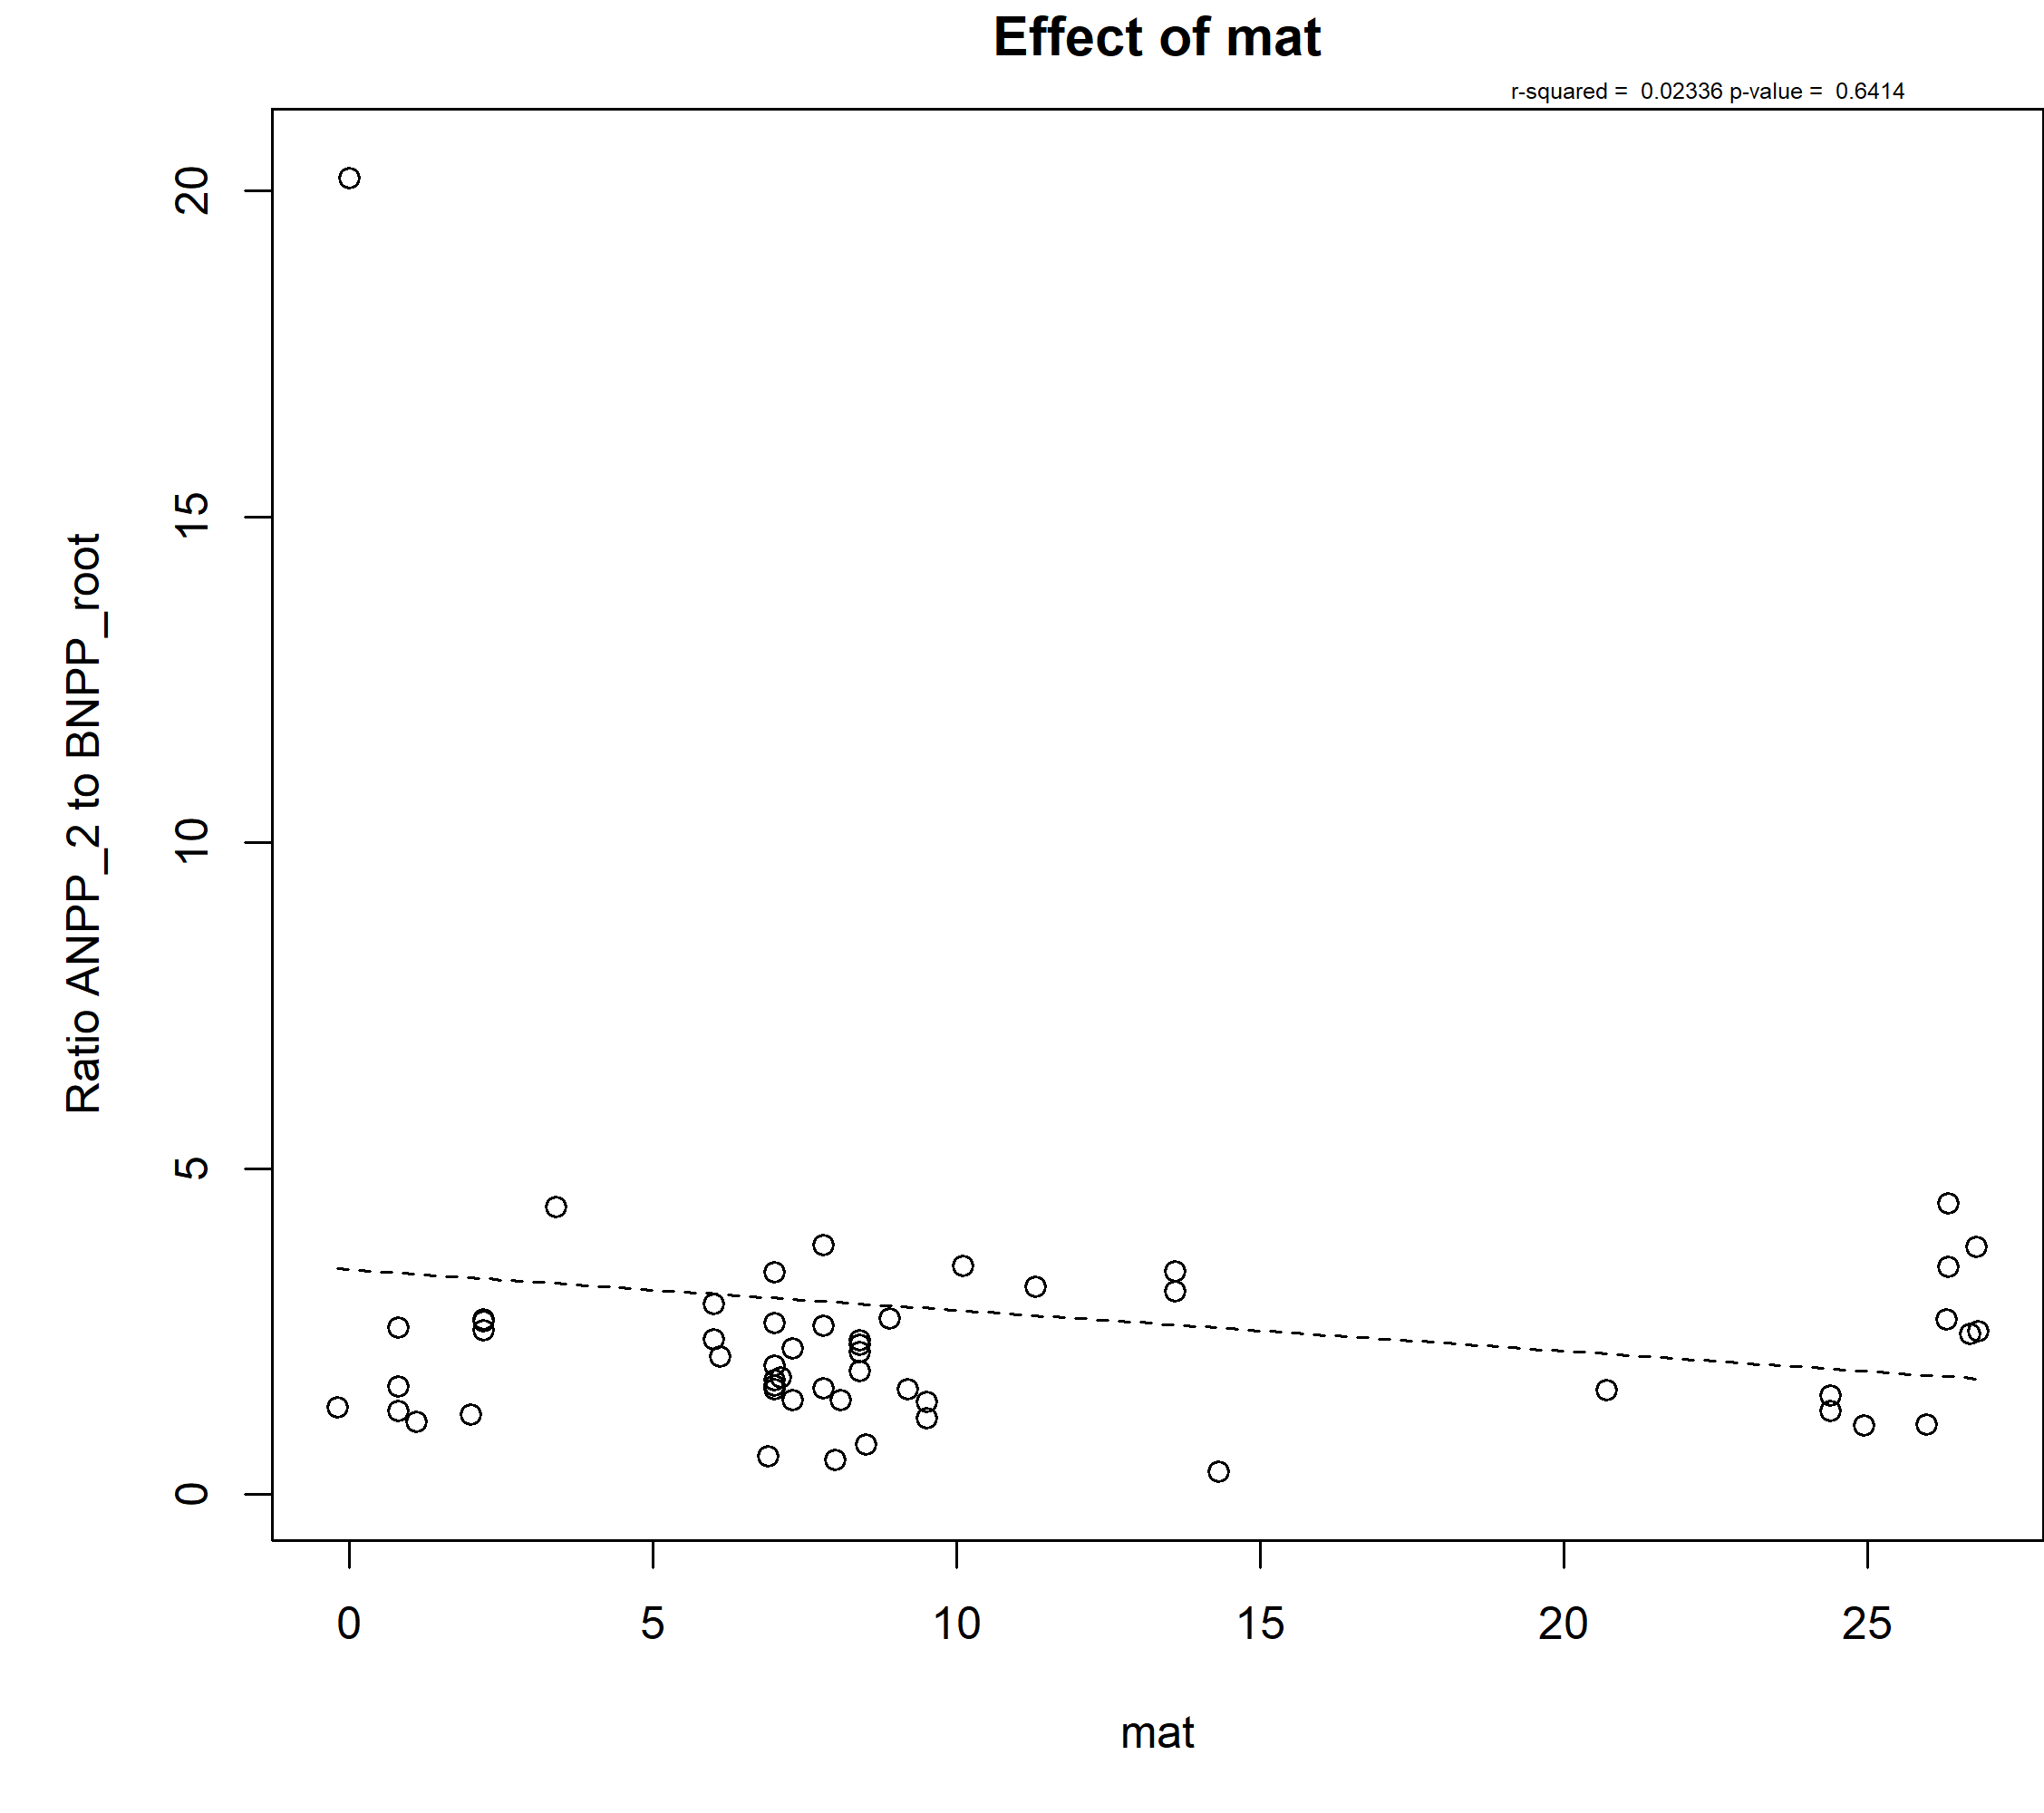 Effect of mat
r-squared =  0.02336 p-value =  0.6414
Ratio ANPP_2 to BNPP_root
20
15
10
5
0
0 5 10 15 20 25
mat